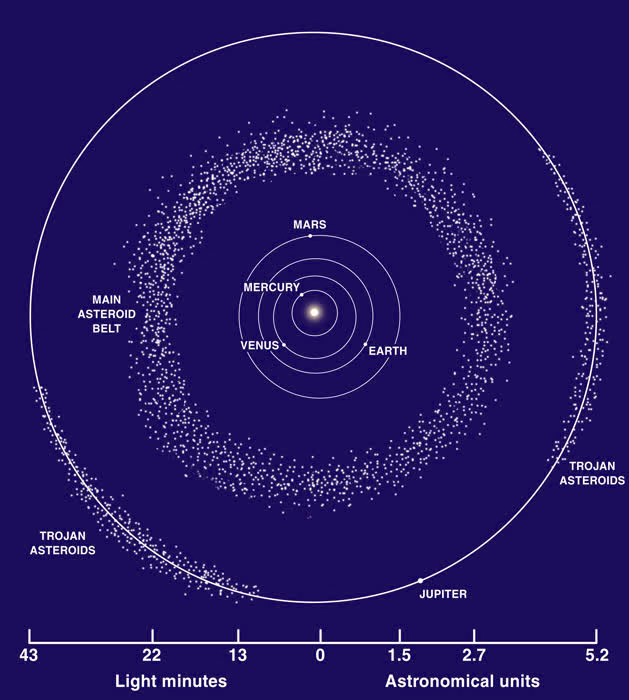 MARS
MERCURY
MAIN
ASTEROID
BELT
VENUS
EARTH
TROJAN
ASTEROIDS
TROJAN
ASTEROIDS
JUPITER
43 22 13 0 1.5 2.7 5.2
Light minutes Astronomical units